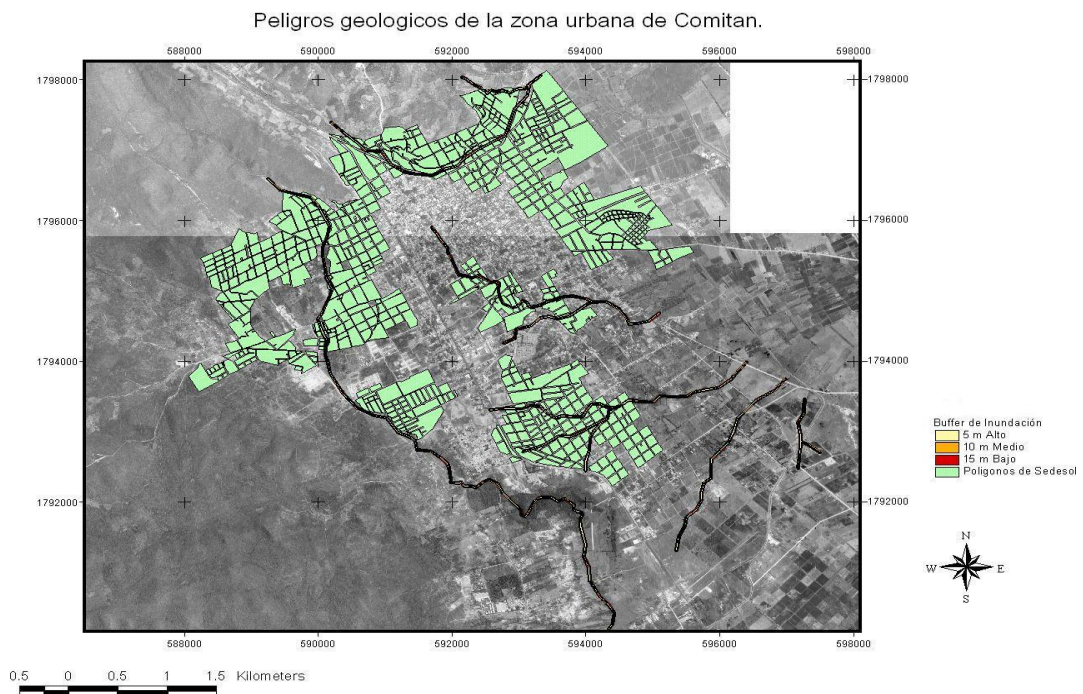 Peligros geologicos de la zona urbana de Comitan.
588000 590000 592000 594000 596000 598000
1798000 1798000
1796000 1796000
1794000 1794000
1792000 1792000
588000 590000 592000 594000 596000 598000
Buffer de Inundación
5 m Alto
10 m Medio
15 m Bajo
Poligonos de Sedesol
N
W E
S
0.5 0 0.5 1 1.5 Kilometers